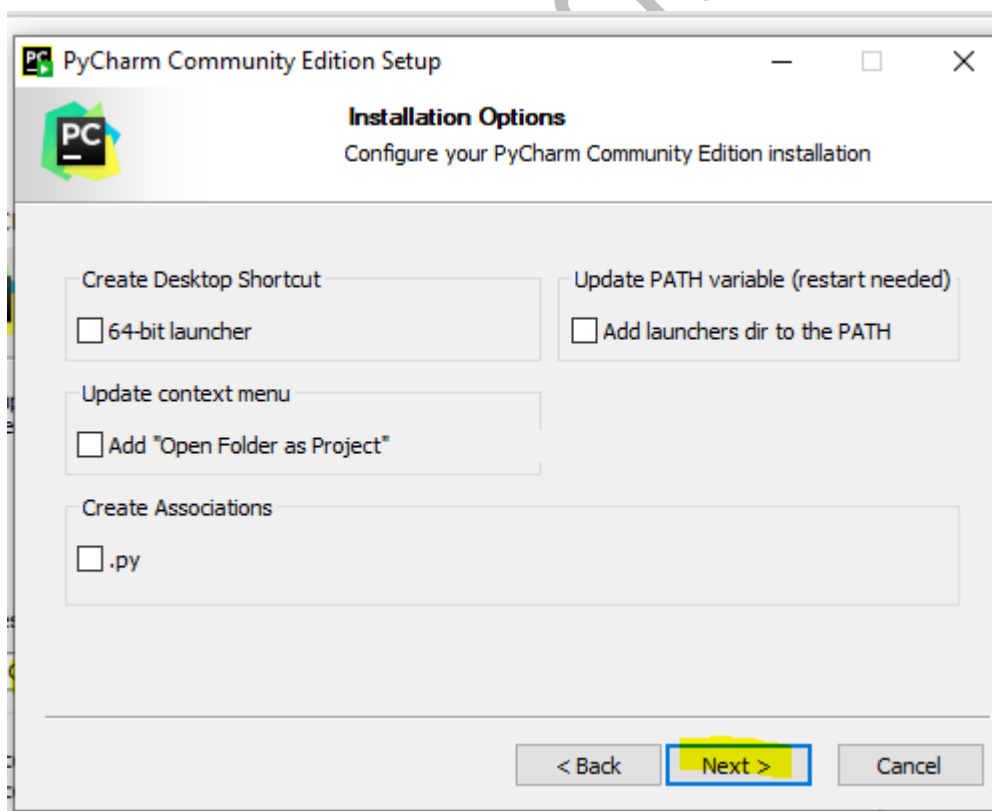 PyCharm Community Edition Setup
PC
Installation Options
Configure your PyCharm Community Edition installation
Create Desktop Shortcut
64-bit launcher
Update PATH variable (restart needed)
Add launchers dir to the PATH
Update context menu
Add "Open Folder as Project"
Create Associations
.py
< Back
Next >
Cancel